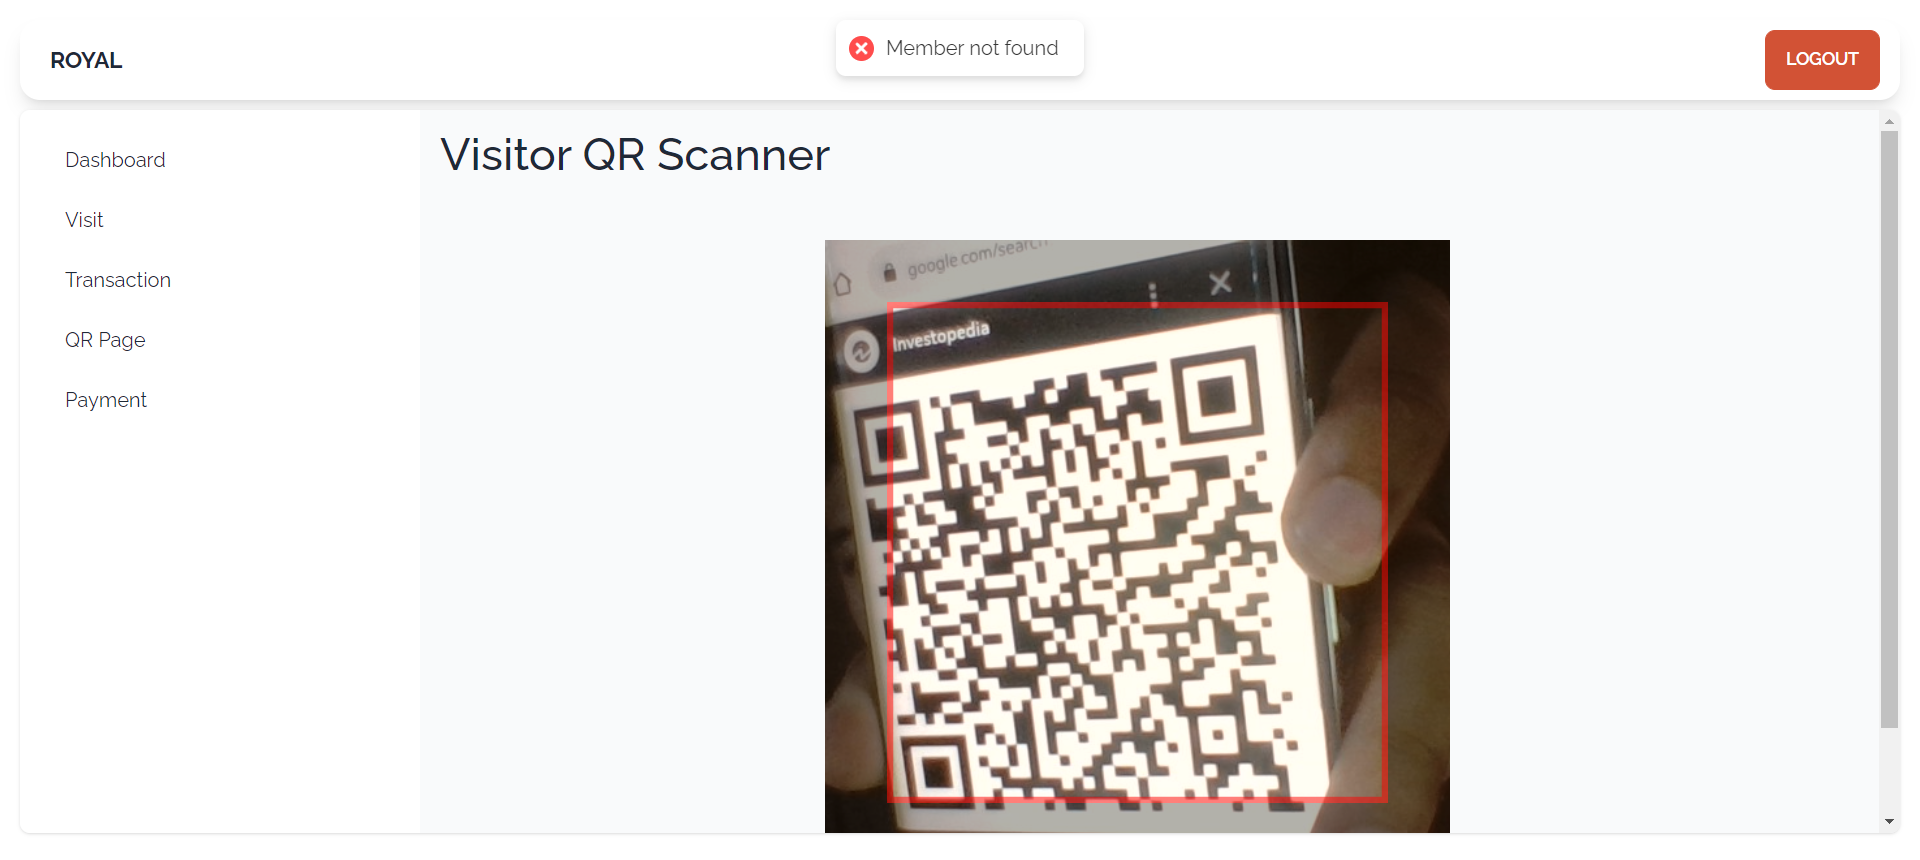 ROYAL
Member not found
LOGOUT
Dashboard
Visit
Transaction
QR Page
Payment
Visitor QR Scanner
google.com/search
Investopedia